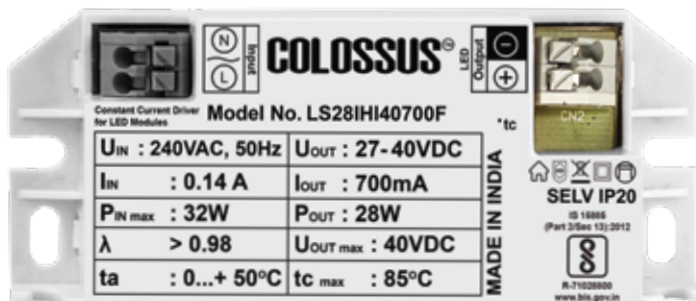 N
L
Input
COLOSSUS
LED
Output
Constant Current Driver
for LED Modules
Model No. LS28IHI40700F
*tc
CN2
UIN : 240VAC, 50Hz UOUT : 27-40VDC
IIN : 0.14 A IOUT : 700mA
PIN max : 32W POUT : 28W
λ > 0.98 UOUT max : 40VDC
ta : 0...+ 50°C tc max : 85°C
MADE IN INDIA
SELV IP20
IS 15885
(Part 2/Sec 13):2012
R-71028800
www.bis.gov.in